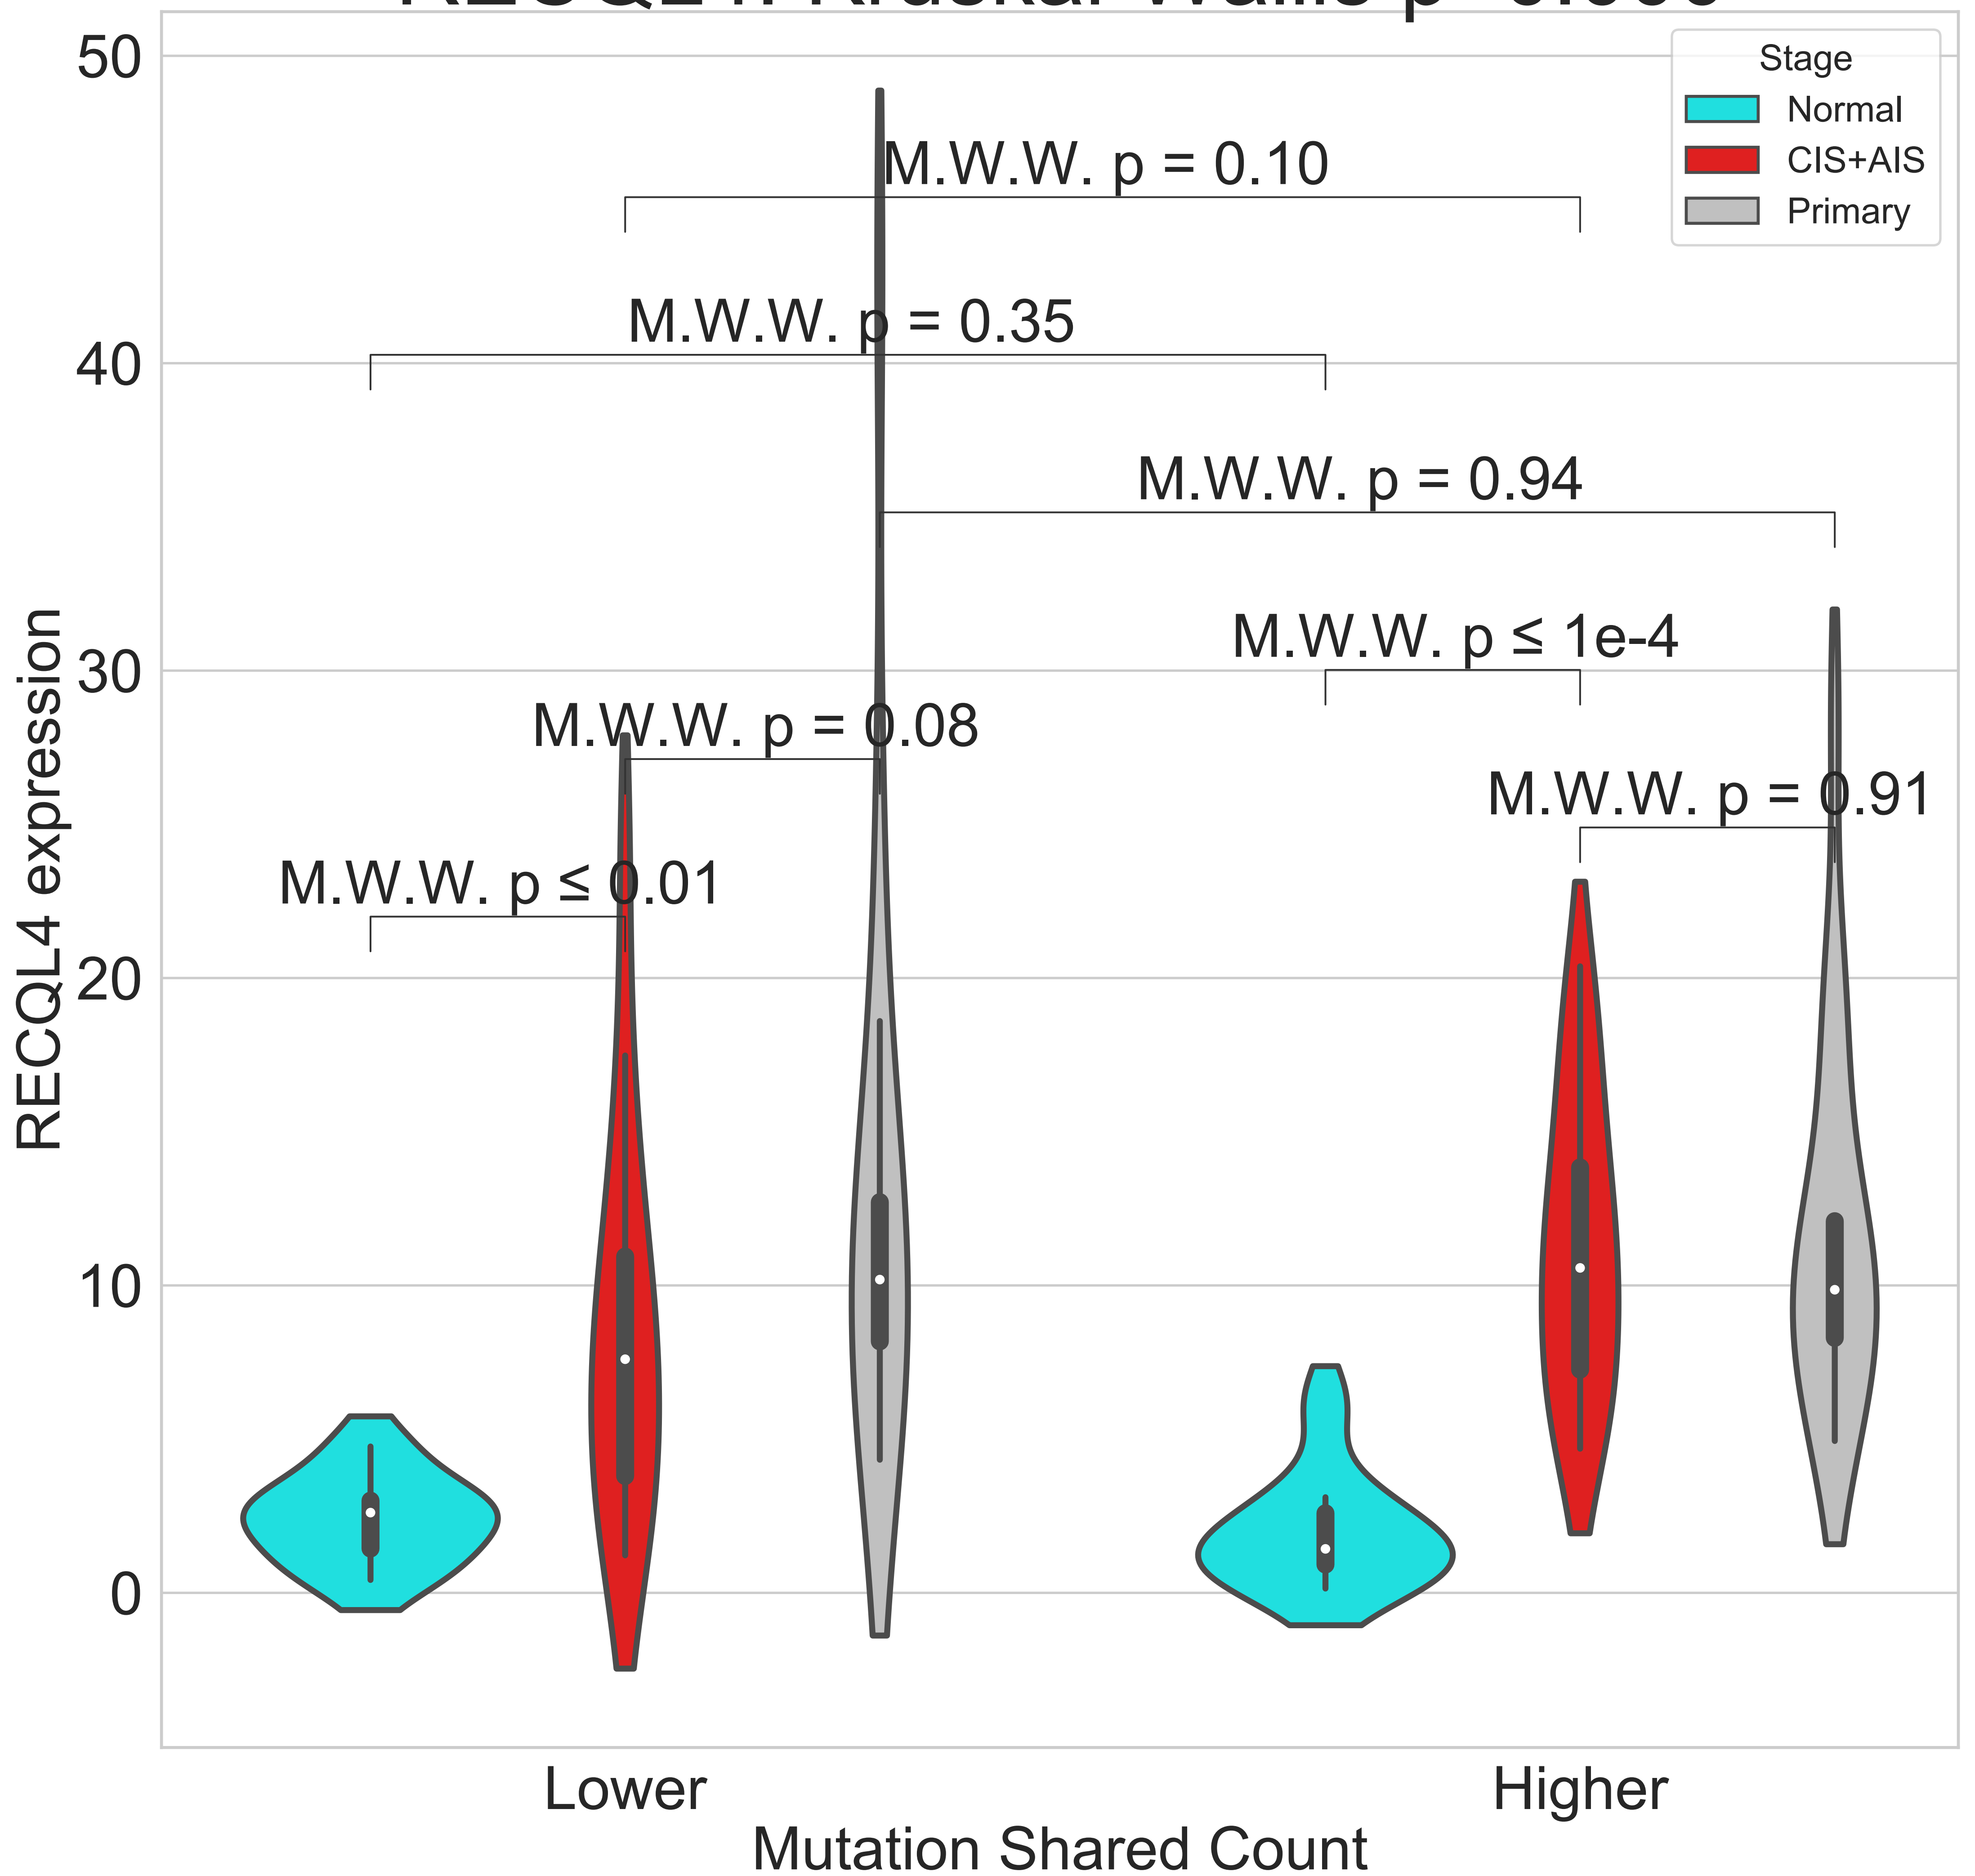 50
Stage
Normal
CIS+AIS
Primary
M.W.W. p = 0.10
M.W.W. p = 0.35
40
M.W.W. p = 0.94
M.W.W. p ≤ 1e-4
30
M.W.W. p = 0.08
M.W.W. p = 0.91
M.W.W. p ≤ 0.01
20
RECQL4 expression
10
0
Lower
Higher
Mutation Shared Count